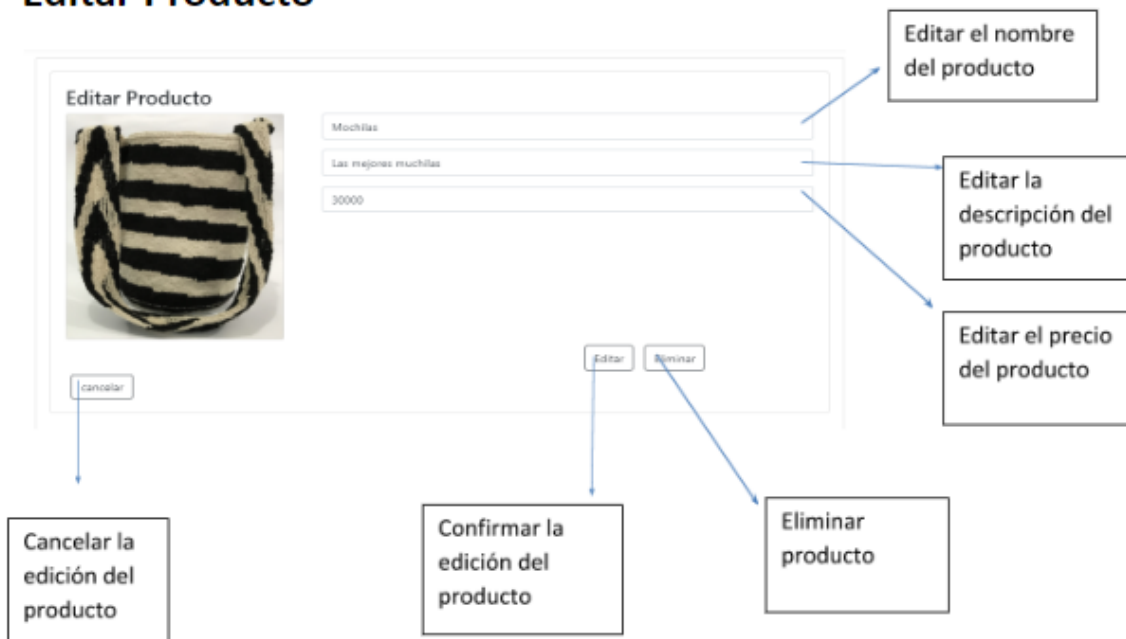 Editar Producto
Editar el nombre
del producto
Editar Producto
Mochilas
Las mejores muchilas
30000
Editar la
descripción del
producto
Editar el precio
del producto
Editar
Eliminar
cancelar
Cancelar la
edición del
producto
Confirmar la
edición del
producto
Eliminar
producto